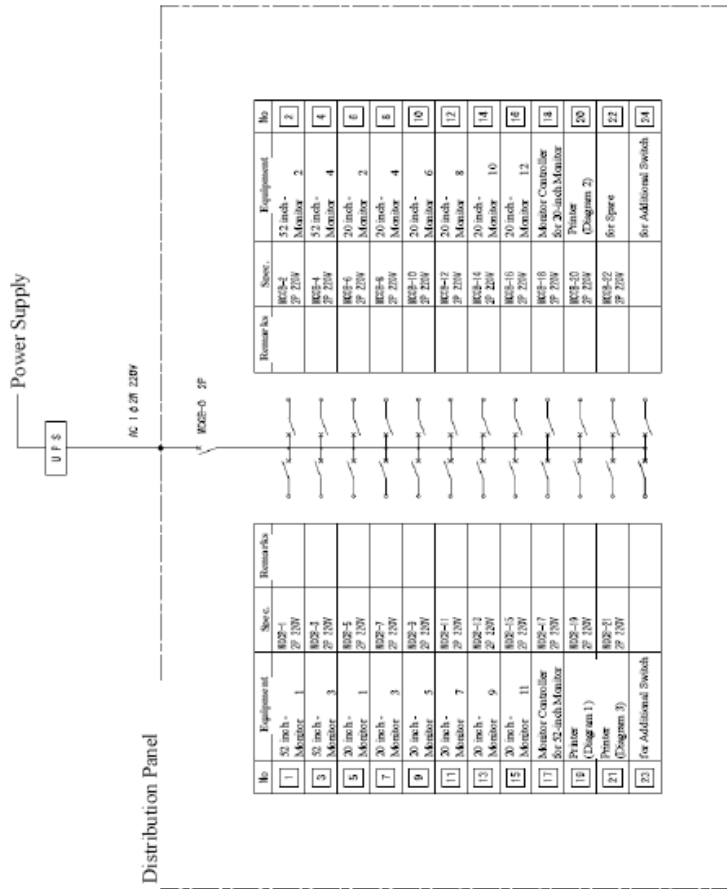 Power Supply
UPS
AC 1φ2W 220V
Distribution Panel
MCCB-0 2P
No Equipement Spec. Remarks
1 52 inch - MCCB-1
Monitor 1 2P 220V
3 52 inch - MCCB-3
Monitor 3 2P 220V
5 20 inch - MCCB-5
Monitor 1 2P 220V
7 20 inch - MCCB-7
Monitor 3 2P 220V
9 20 inch - MCCB-9
Monitor 5 2P 220V
11 20 inch - MCCB-11
Monitor 7 2P 220V
13 20 inch - MCCB-13
Monitor 9 2P 220V
15 20 inch - MCCB-15
Monitor 11 2P 220V
17 Monitor Controller MCCB-17
for 52-inch Monitor 2P 220V
19 Printer MCCB-19
(Diagram 1) 2P 220V
21 Printer MCCB-21
(Diagram 3) 2P 220V
23 for Additional Switch
Remarks Spec. Equipement No
MCCB-2 52 inch - 2
2P 220V Monitor 2
MCCB-4 52 inch - 4
2P 220V Monitor 4
MCCB-6 20 inch - 6
2P 220V Monitor 2
MCCB-8 20 inch - 8
2P 220V Monitor 4
MCCB-10 20 inch - 10
2P 220V Monitor 6
MCCB-12 20 inch - 12
2P 220V Monitor 8
MCCB-14 20 inch - 14
2P 220V Monitor 10
MCCB-16 20 inch - 16
2P 220V Monitor 12
MCCB-18 Monitor Controller 18
2P 220V for 20-inch Monitor
MCCB-20 Printer 20
2P 220V (Diagram 2)
MCCB-22 for Spare 22
2P 220V
for Additional Switch 24